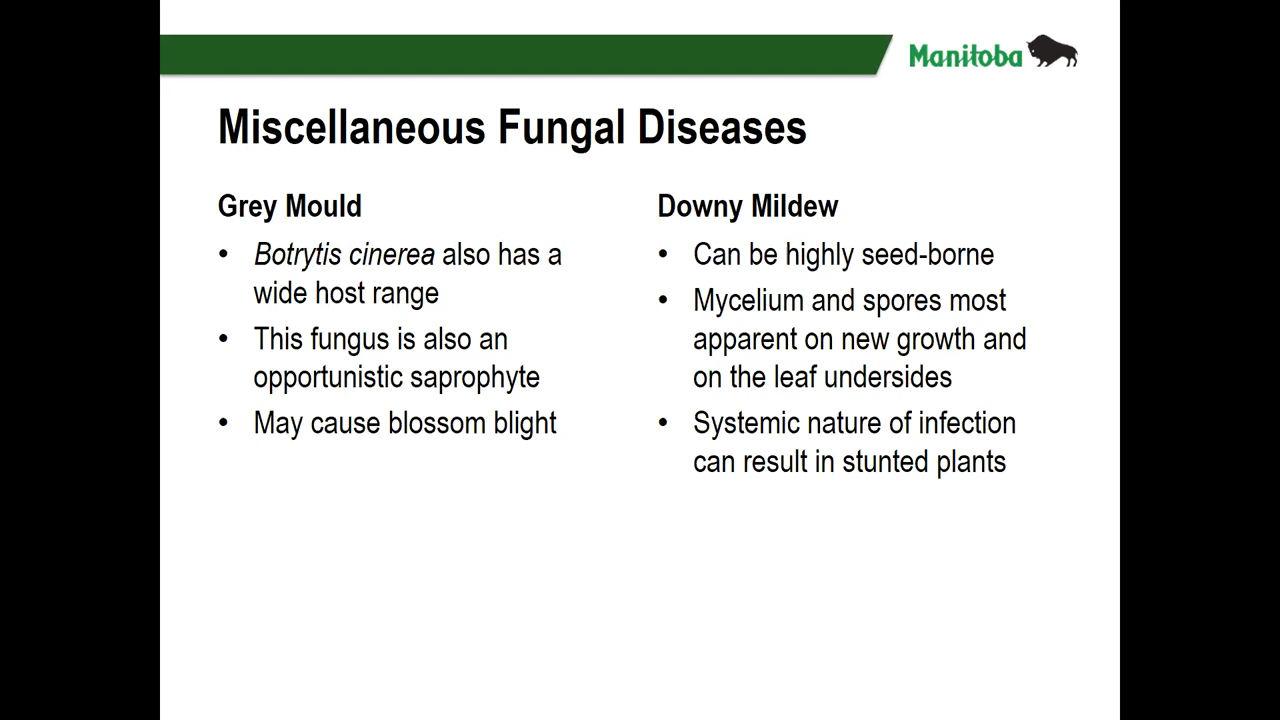 Manitoba
Miscellaneous Fungal Diseases
Grey Mould
• Botrytis cinerea also has a
wide host range
• This fungus is also an
opportunistic saprophyte
• May cause blossom blight
Downy Mildew
• Can be highly seed-borne
• Mycelium and spores most
apparent on new growth and
on the leaf undersides
• Systemic nature of infection
can result in stunted plants